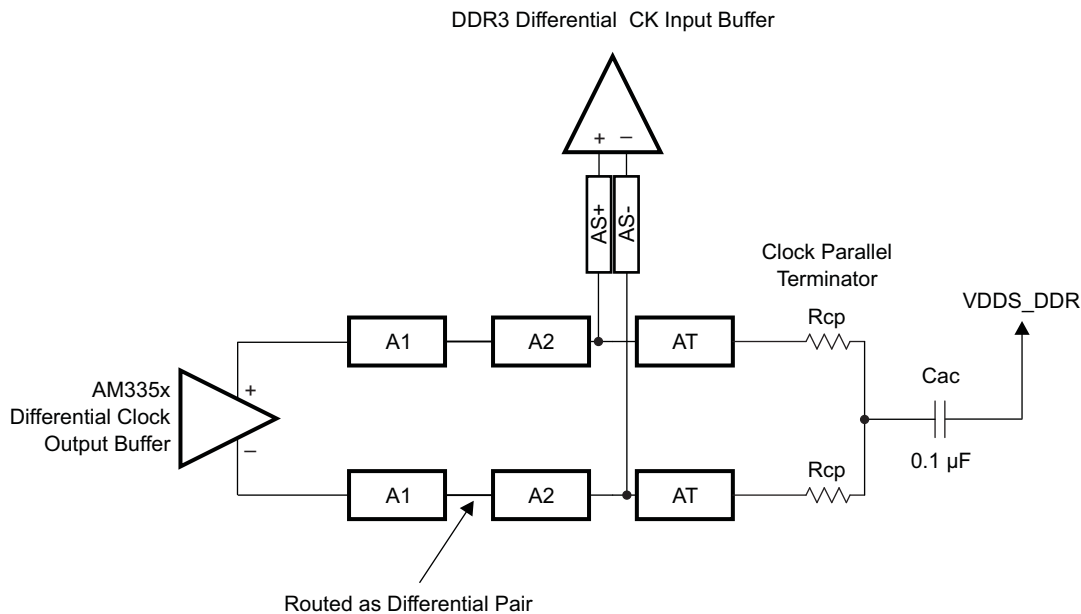 DDR3 Differential CK Input Buffer
+ −
AS+
AS-
Clock Parallel
Terminator
Rcp
VDDS_DDR
A1
A2
AT
AM335x
Differential Clock
Output Buffer
+
−
Cac
0.1 µF
Rcp
A1
A2
AT
Routed as Differential Pair